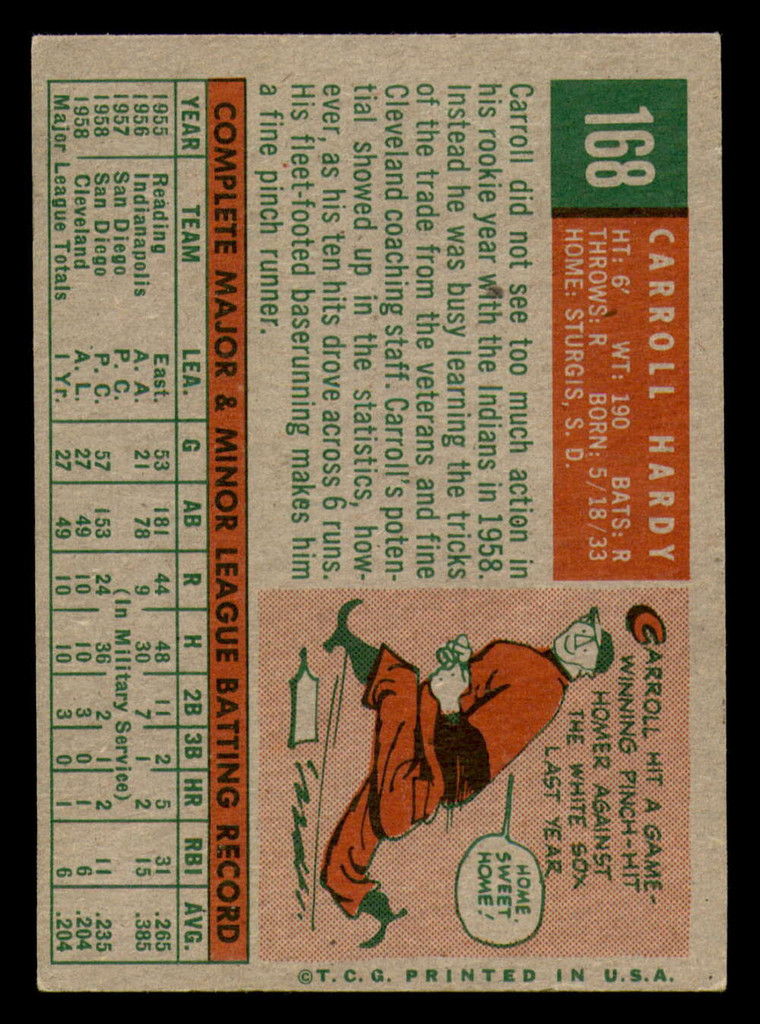 168
CARROLL HARDY
HT: 6' WT: 190 BATS: R
THROWS: R BORN: 5/18/33
HOME: STURGIS, S. D.
Carroll did not see too much action in
his rookie year with the Indians in 1958.
Instead he was busy learning the tricks
of the trade from the veterans and fine
Cleveland coaching staff. Carroll's poten-
tial showed up in the statistics, how-
ever, as his ten hits drove across 6 runs.
His fleet-footed baserunning makes him
a fine pinch runner.
CARROLL HIT A GAME-
WINNING PINCH-HIT
HOMER AGAINST
THE WHITE SOX
LAST YEAR
HOME,
SWEET
HOME!
COMPLETE MAJOR & MINOR LEAGUE BATTING RECORD
YEAR TEAM LEA. G AB R H 2B 3B HR RBI AVG.
1955 Reading East. 53 181 44 48 11 2 5 31 .265
1956 Indianapolis A. A. 21 78 9 30 7 1 2 15 .385
1957 San Diego P. C. (In Military Service)
1958 San Diego P. C. 57 153 24 36 2 1 2 11 .235
1958 Cleveland A. L. 27 49 10 10 3 0 1 6 .204
Major League Totals 1 Yr. 27 49 10 10 3 0 1 6 .204
©T.C.G. PRINTED IN U.S.A.